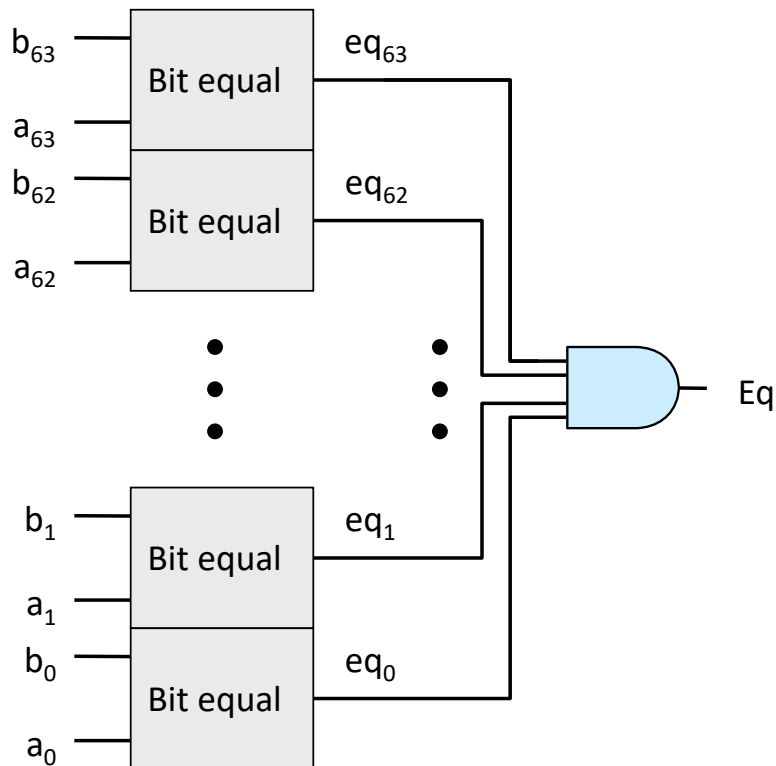 b₆₃
Bit equal
eq₆₃
a₆₃
b₆₂
Bit equal
eq₆₂
a₆₂
Eq
b₁
Bit equal
eq₁
a₁
b₀
Bit equal
eq₀
a₀